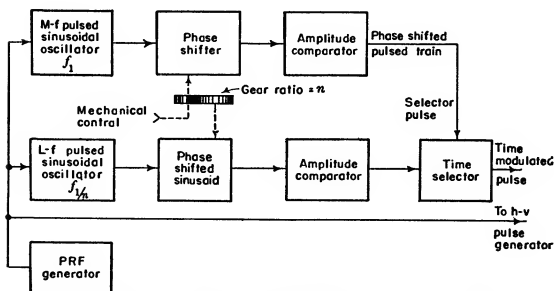 M-f pulsed
sinusoidal
oscillator
f1
Phase
shifter
Amplitude
comparator
Phase shifted
pulsed train
Gear ratio = n
Mechanical
control
Selector
pulse
L-f pulsed
sinusoidal
oscillator
f1/n
Phase
shifted
sinusoid
Amplitude
comparator
Time
selector
Time
modulated
pulse
To h-v
pulse
generator
PRF
generator